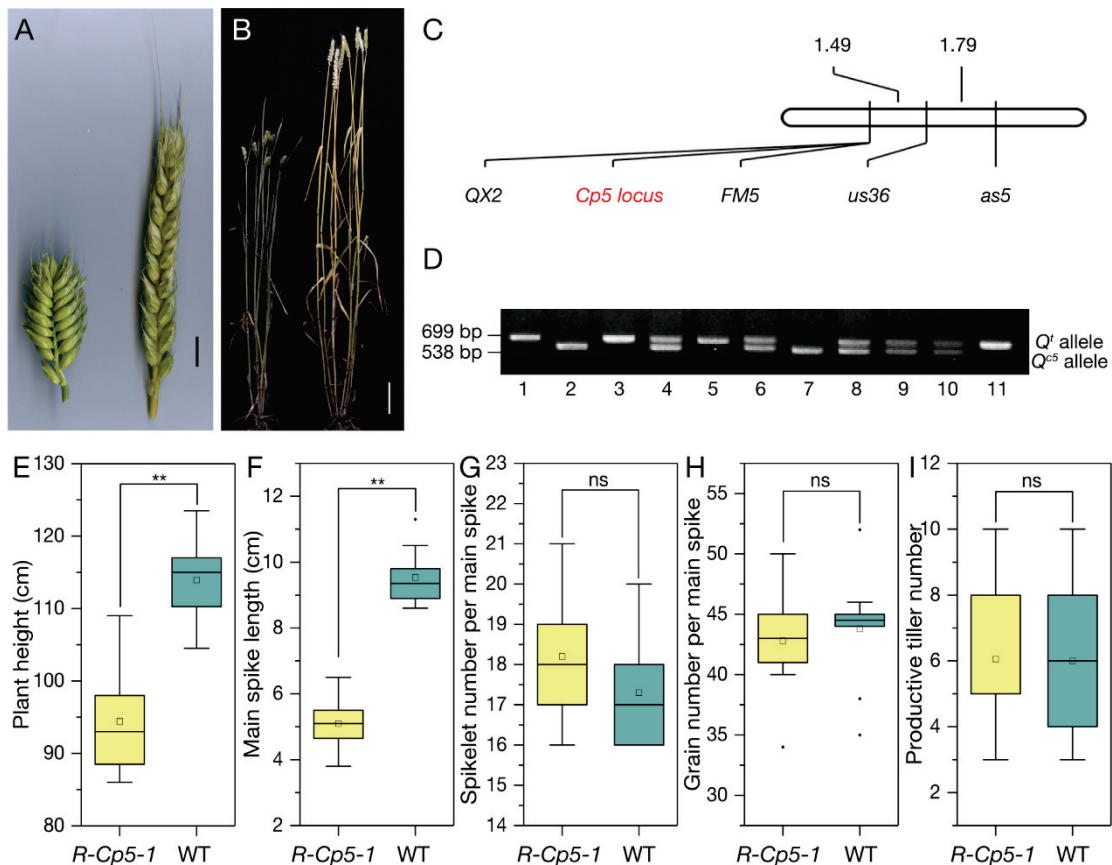 A
B
C
1.49
1.79
QX2
Cp5 locus
FM5
us36
as5
D
699 bp
538 bp
Qᵗ allele
Qᶜ⁵ allele
1 2 3 4 5 6 7 8 9 10 11
E
Plant height (cm)
130
120
110
100
90
80
**
R-Cp5-1
WT
F
Main spike length (cm)
12
10
8
6
4
2
**
R-Cp5-1
WT
G
Spikelet number per main spike
23
22
21
20
19
18
17
16
15
14
ns
R-Cp5-1
WT
H
Grain number per main spike
55
50
45
40
35
30
ns
R-Cp5-1
WT
I
Productive tiller number
12
10
8
6
4
2
ns
R-Cp5-1
WT